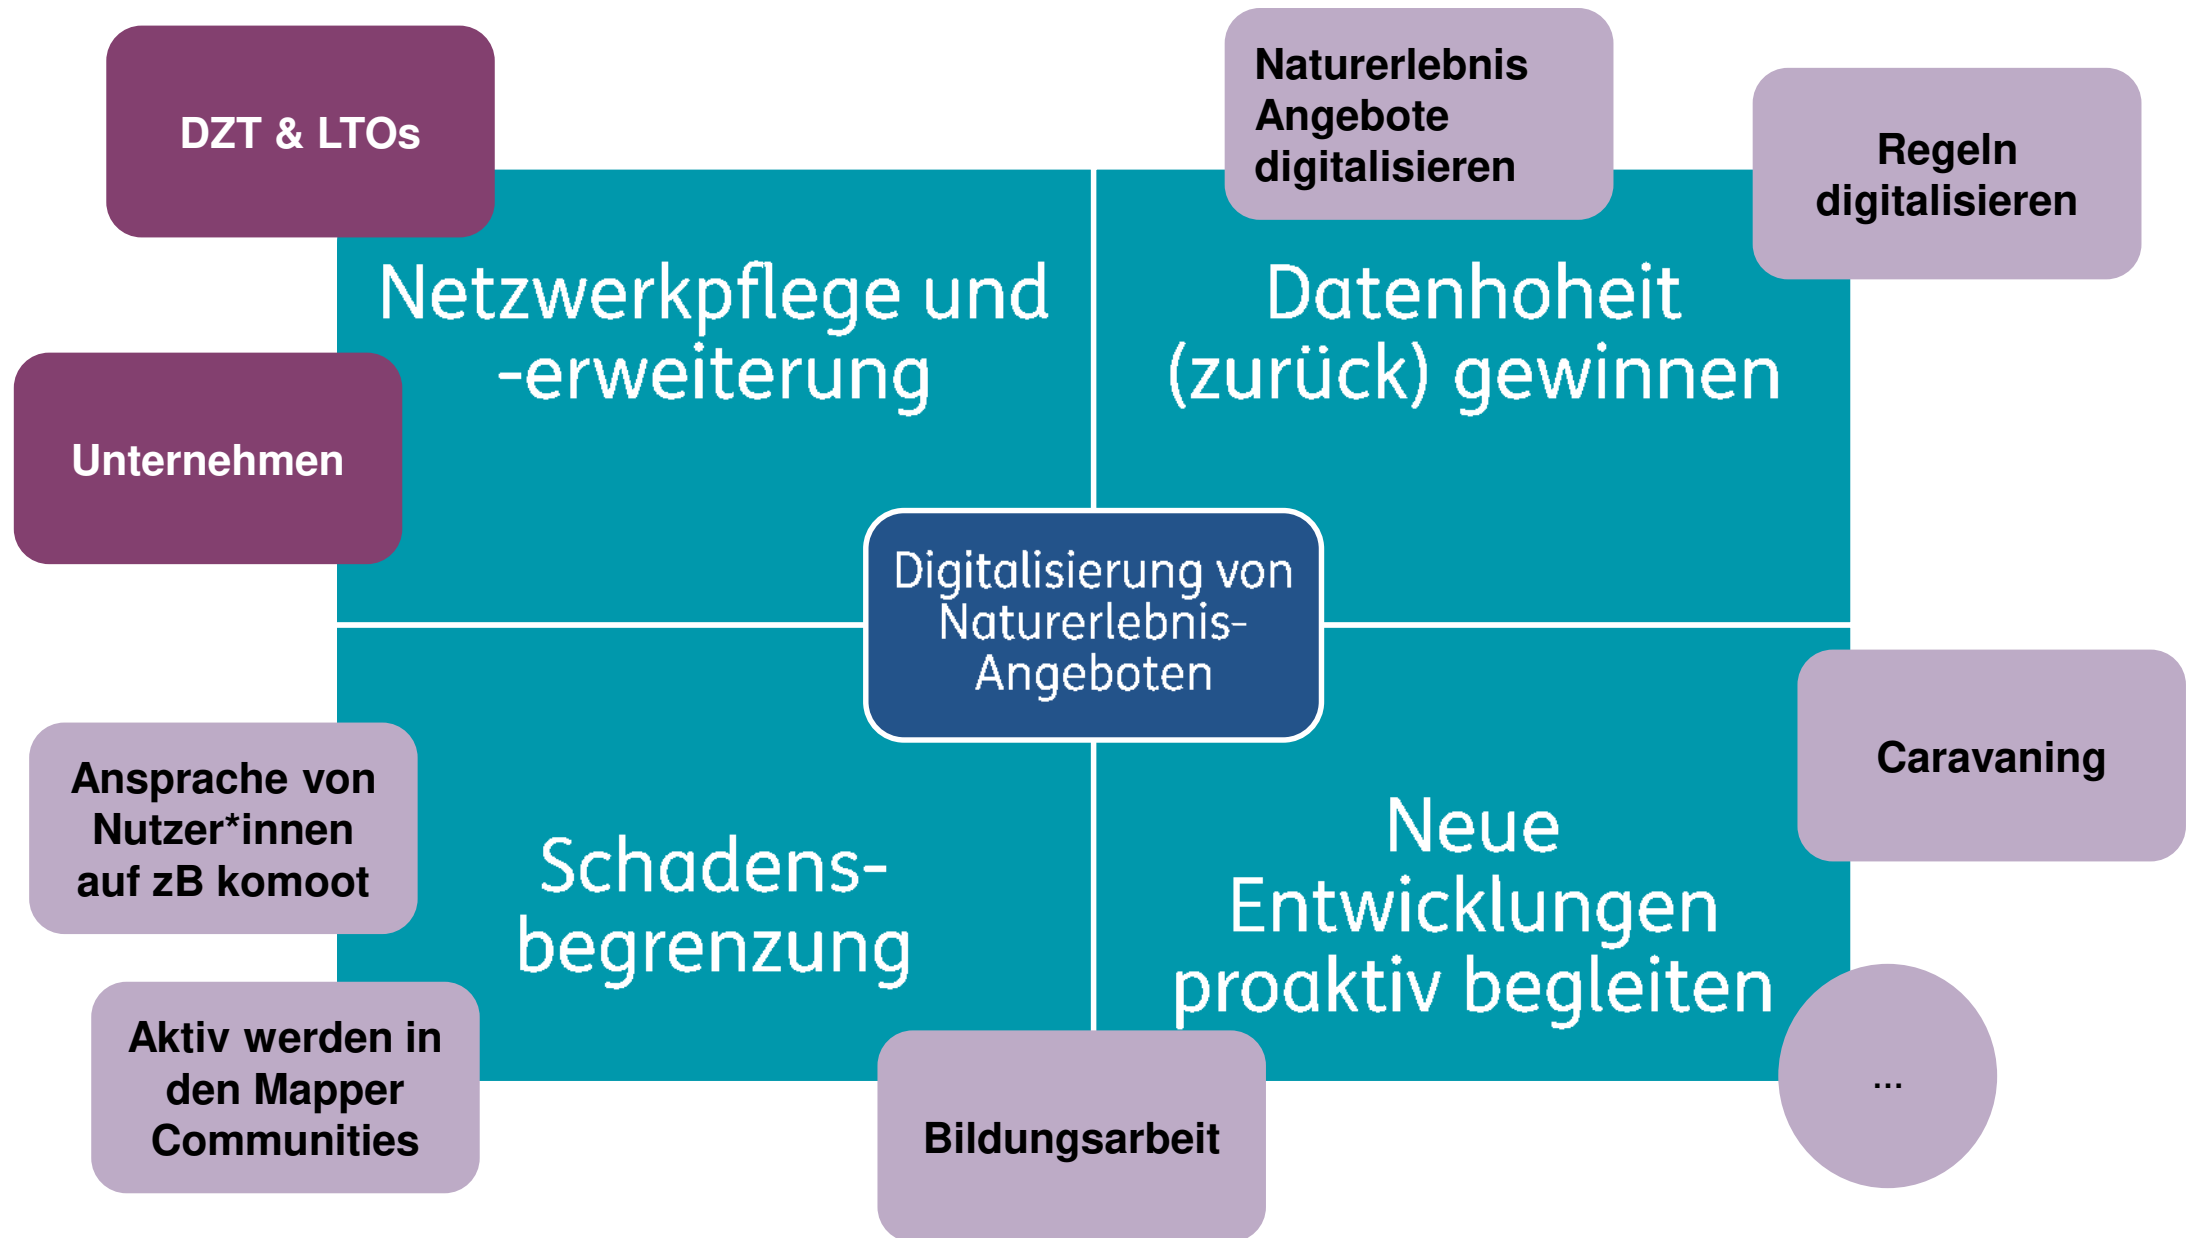 DZT & LTOs
Naturerlebnis
Angebote
digitalisieren
Regeln
digitalisieren
Netzwerkpflege und
-erweiterung
Datenhoheit
(zurück) gewinnen
Unternehmen
Digitalisierung von
Naturerlebnis-
Angeboten
Ansprache von
Nutzer*innen
auf zB komoot
Schadens-
begrenzung
Neue
Entwicklungen
proaktiv begleiten
Caravaning
Aktiv werden in
den Mapper
Communities
Bildungsarbeit
...